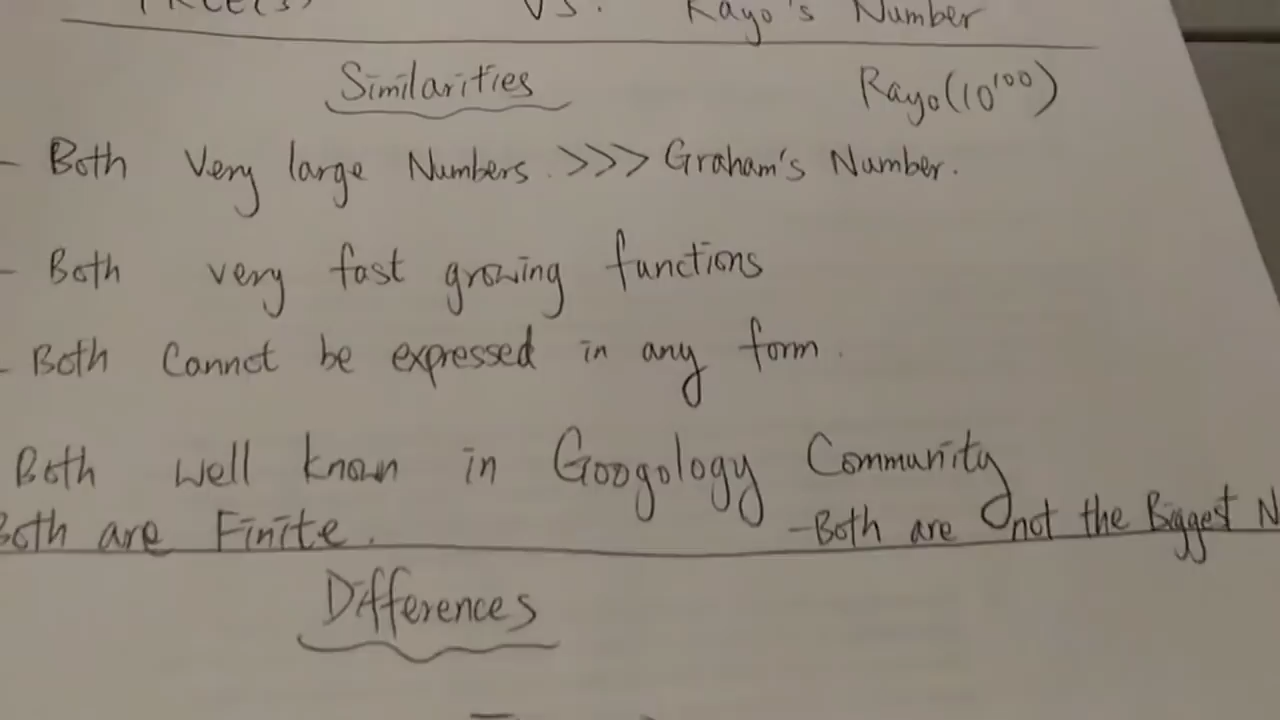 VS. Rayo's Number
Similarities Rayo(10¹⁰⁰)
- Both Very large Numbers. >>> Graham's Number.
- Both very fast growing functions
- Both Cannot be expressed in any form.
Both well known in Googology Community
Both are Finite. -Both are not the Biggest N
Differences